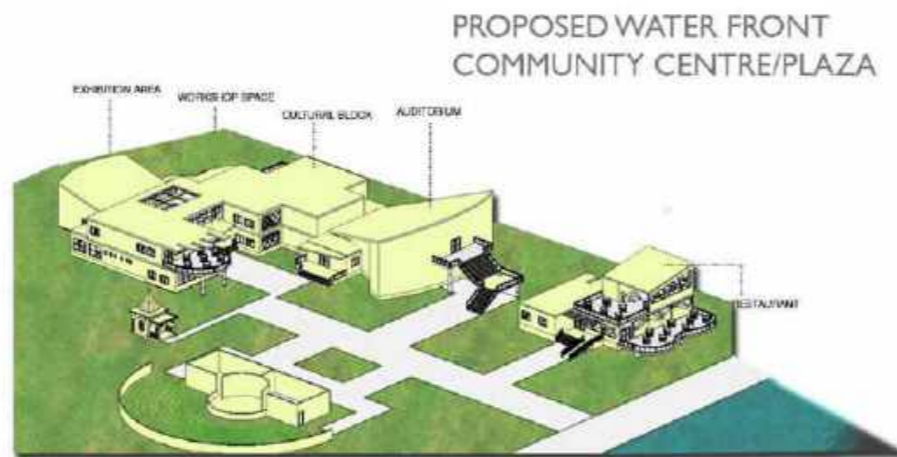 PROPOSED WATER FRONT
COMMUNITY CENTRE/PLAZA
EXHIBITION AREA
WORKSHOP SPACE
CULTURAL BLOCK
AUDITORIUM
RESTAURANT